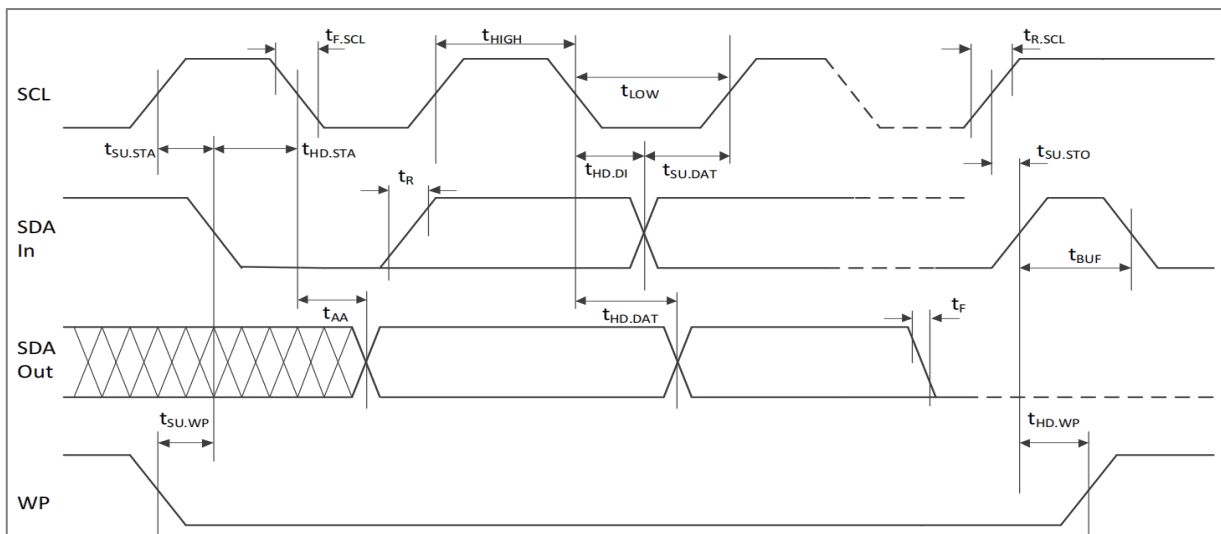 tF.SCL
tHIGH
tR.SCL
SCL
tLOW
tSU.STA
tHD.STA
tHD.DI
tSU.DAT
tSU.STO
tR
SDA
In
tBUF
tAA
tHD.DAT
tF
SDA
Out
tSU.WP
tHD.WP
WP